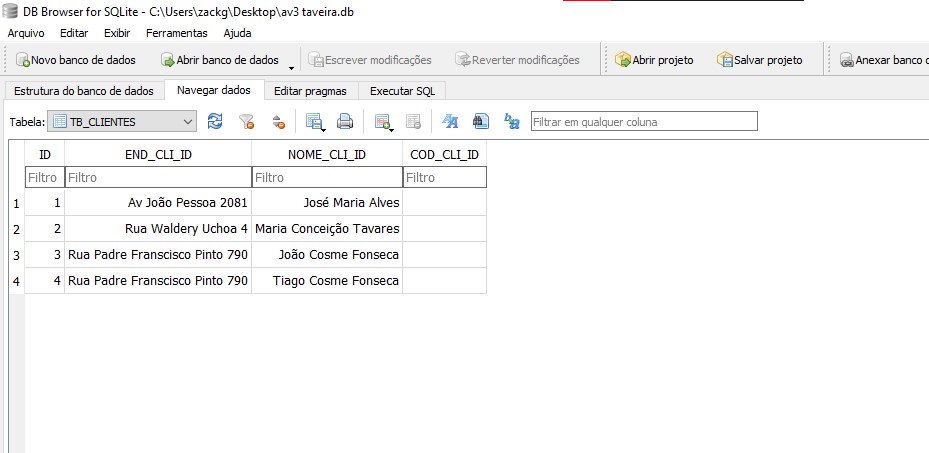 DB Browser for SQLite - C:\Users\zackg\Desktop\av3 taveira.db
Arquivo Editar Exibir Ferramentas Ajuda
Novo banco de dados Abrir banco de dados Escrever modificações Reverter modificações Abrir projeto Salvar projeto Anexar banco
Estrutura do banco de dados Navegar dados Editar pragmas Executar SQL
Tabela: TB_CLIENTES Filtrar em qualquer coluna
ID END_CLI_ID NOME_CLI_ID COD_CLI_ID
Filtro Filtro Filtro Filtro
1 1 Av João Pessoa 2081 José Maria Alves
2 2 Rua Waldery Uchoa 4 Maria Conceição Tavares
3 3 Rua Padre Franscisco Pinto 790 João Cosme Fonseca
4 4 Rua Padre Franscisco Pinto 790 Tiago Cosme Fonseca